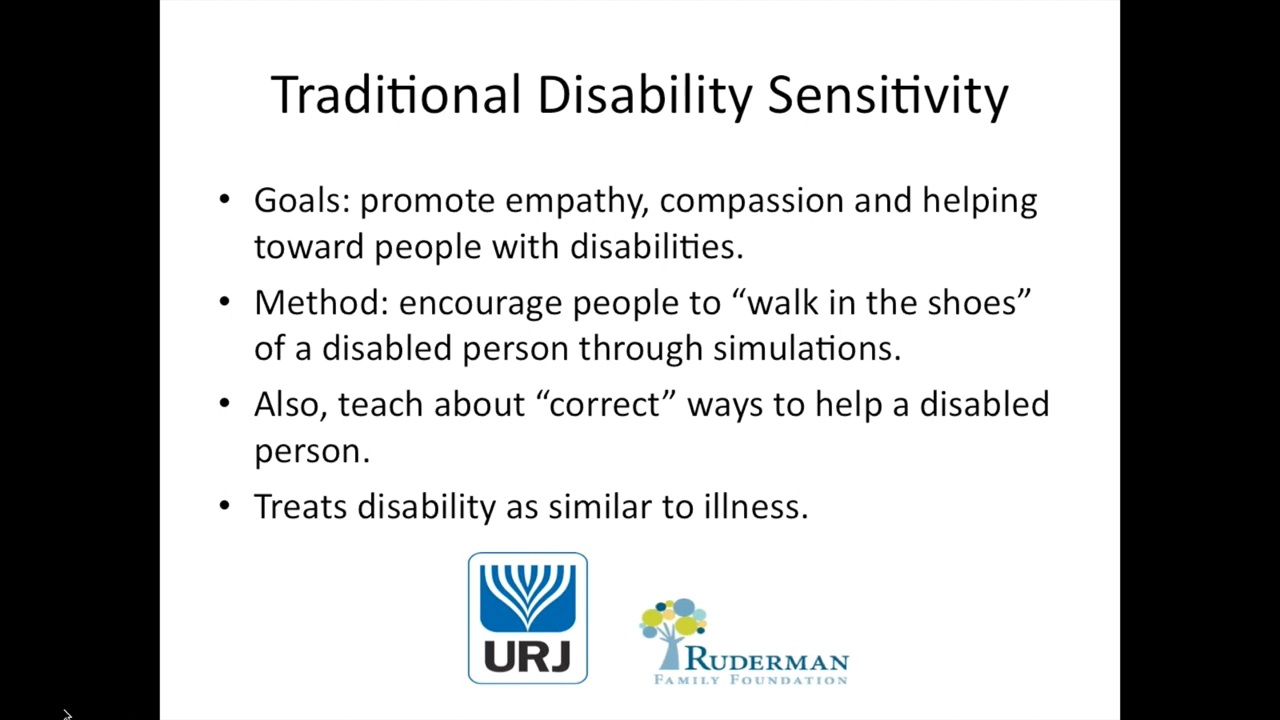 Traditional Disability Sensitivity
• Goals: promote empathy, compassion and helping
toward people with disabilities.
• Method: encourage people to “walk in the shoes”
of a disabled person through simulations.
• Also, teach about “correct” ways to help a disabled
person.
• Treats disability as similar to illness.
URJ
RUDERMAN
FAMILY FOUNDATION